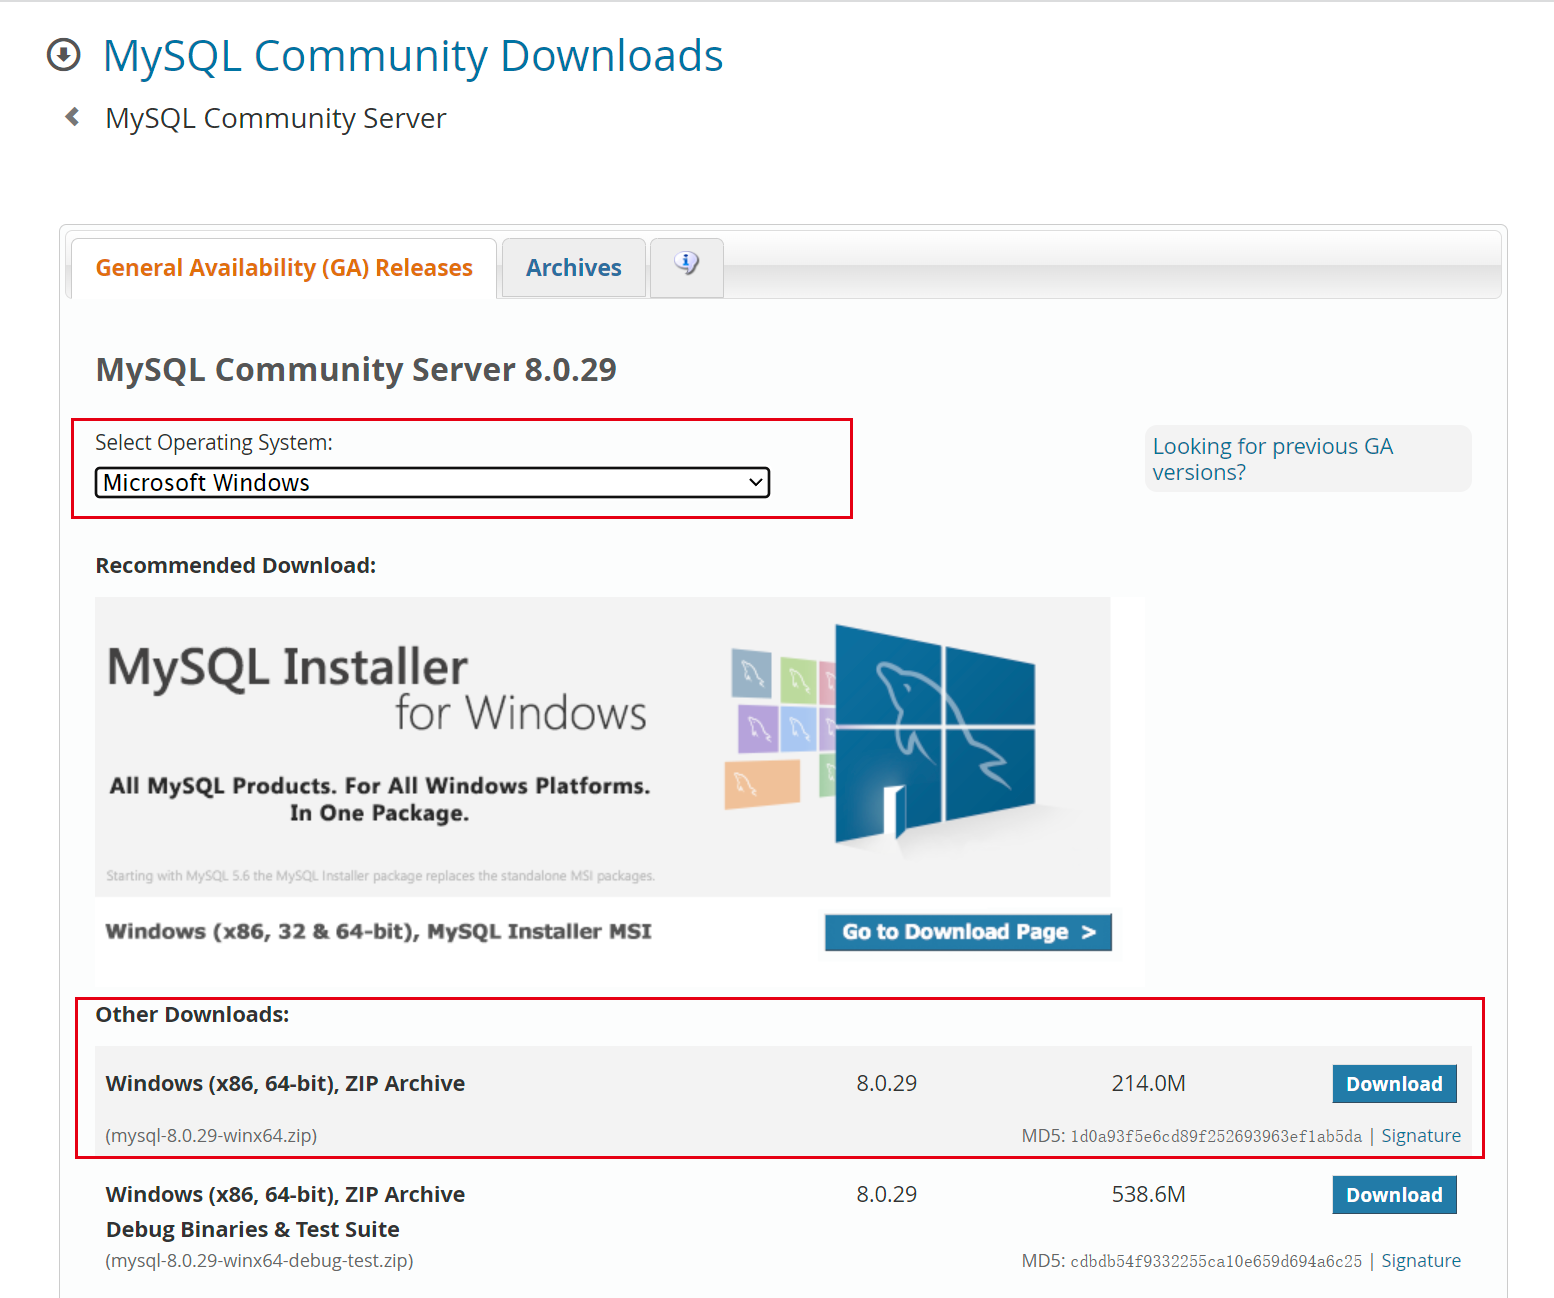 MySQL Community Downloads
MySQL Community Server
General Availability (GA) Releases
Archives
MySQL Community Server 8.0.29
Select Operating System:
Microsoft Windows
Looking for previous GA
versions?
Recommended Download:
MySQL Installer
for Windows
All MySQL Products. For All Windows Platforms.
In One Package.
Starting with MySQL 5.6 the MySQL Installer package replaces the standalone MSI packages.
Windows (x86, 32 & 64-bit), MySQL Installer MSI
Go to Download Page >
Other Downloads:
Windows (x86, 64-bit), ZIP Archive 8.0.29 214.0M Download
(mysql-8.0.29-winx64.zip) MD5: 1d0a93f5e6cd89f252693963ef1ab5da | Signature
Windows (x86, 64-bit), ZIP Archive 8.0.29 538.6M Download
Debug Binaries & Test Suite
(mysql-8.0.29-winx64-debug-test.zip) MD5: cdbdb54f9332255ca10e659d694a6c25 | Signature